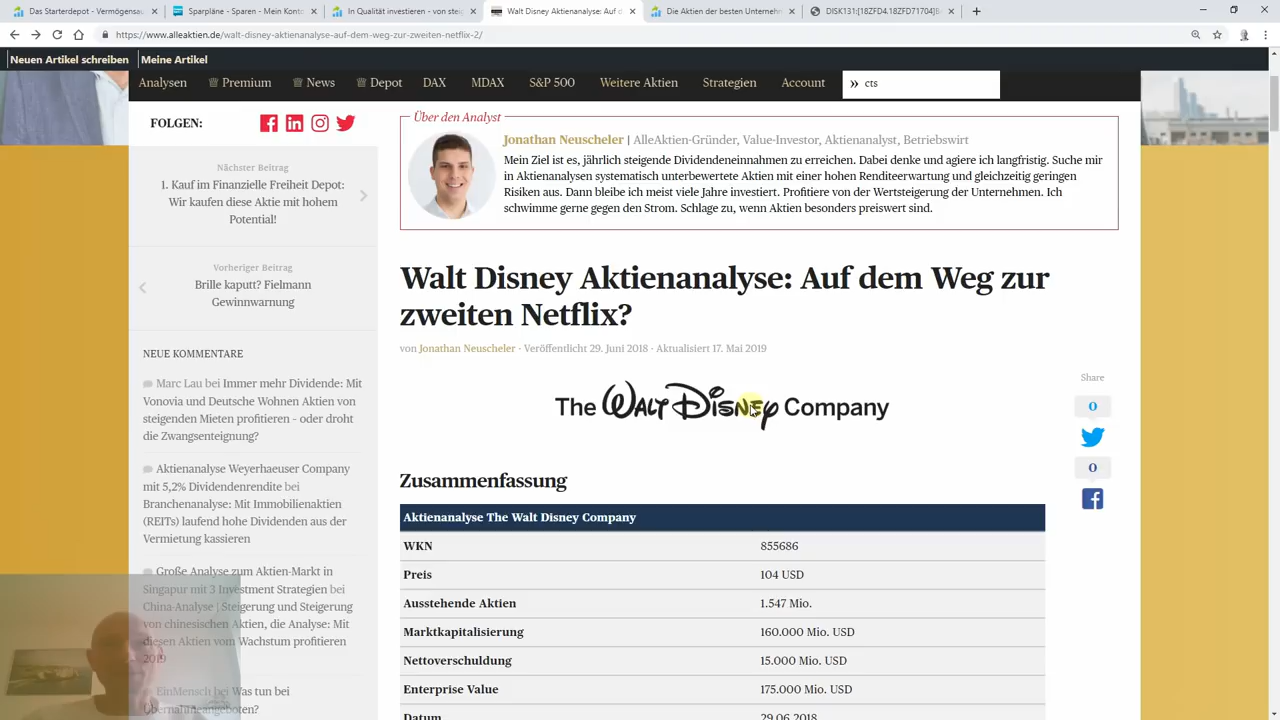 Das Starterdepot - Vermögensau
Sparpläne - Sparen - Mein Konto
In Qualität investieren - von steig
Walt Disney Aktienanalyse: Auf d
Die Aktien der besten Unternehm
DISK131:[18ZFD4.18ZFD71704]B
https://www.alleaktien.de/walt-disney-aktienanalyse-auf-dem-weg-zur-zweiten-netflix-2/
Neuen Artikel schreiben
Meine Artikel
Analysen
Premium
News
Depot
DAX
MDAX
S&P 500
Weitere Aktien
Strategien
Account
» cts
FOLGEN:
Nächster Beitrag
1. Kauf im Finanzielle Freiheit Depot:
Wir kaufen diese Aktie mit hohem
Potential!
Vorheriger Beitrag
Brille kaputt? Fielmann
Gewinnwarnung
NEUE KOMMENTARE
Marc Lau bei Immer mehr Dividende: Mit
Vonovia und Deutsche Wohnen Aktien von
steigenden Mieten profitieren – oder droht
die Zwangsenteignung?
Aktienanalyse Weyerhaeuser Company
mit 5,2% Dividendenrendite bei
Branchenanalyse: Mit Immobilienaktien
(REITs) laufend hohe Dividenden aus der
Vermietung kassieren
Große Analyse zum Aktien-Markt in
Singapur mit 3 Investment Strategien bei
China-Analyse | Steigerung und Steigerung
von chinesischen Aktien, die Analyse: Mit
diesen Aktien vom Wachstum profitieren
2019
EinMensch bei Was tun bei
Übernahmeangeboten?
Über den Analyst
Jonathan Neuscheler | AlleAktien-Gründer, Value-Investor, Aktienanalyst, Betriebswirt
Mein Ziel ist es, jährlich steigende Dividendeneinnahmen zu erreichen. Dabei denke und agiere ich langfristig. Suche mir
in Aktienanalysen systematisch unterbewertete Aktien mit einer hohen Renditeerwartung und gleichzeitig geringen
Risiken aus. Dann bleibe ich meist viele Jahre investiert. Profitiere von der Wertsteigerung der Unternehmen. Ich
schwimme gerne gegen den Strom. Schlage zu, wenn Aktien besonders preiswert sind.
Walt Disney Aktienanalyse: Auf dem Weg zur
zweiten Netflix?
von Jonathan Neuscheler · Veröffentlicht 29. Juni 2018 · Aktualisiert 17. Mai 2019
The Walt Disney Company
Share
0
0
Zusammenfassung
Aktienanalyse The Walt Disney Company
WKN 855686
Preis 104 USD
Ausstehende Aktien 1.547 Mio.
Marktkapitalisierung 160.000 Mio. USD
Nettoverschuldung 15.000 Mio. USD
Enterprise Value 175.000 Mio. USD
Datum 29.06.2018